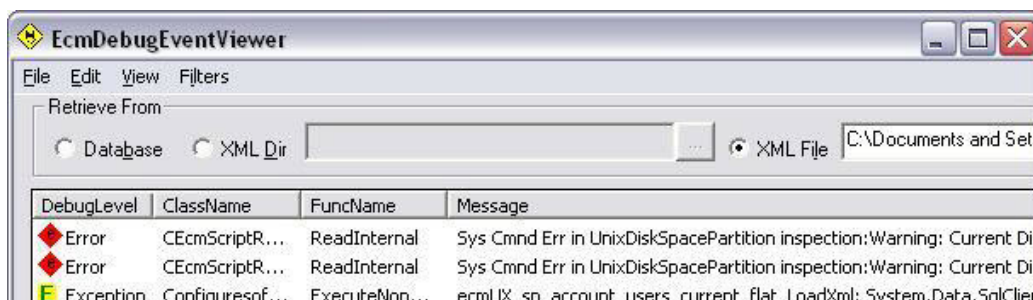 EcmDebugEventViewer
File Edit View Filters
Retrieve From
Database XML Dir ... XML File C:\Documents and Set
DebugLevel ClassName FuncName Message
Error CEcmScriptR... ReadInternal Sys Cmnd Err in UnixDiskSpacePartition inspection:Warning: Current Di
Error CEcmScriptR... ReadInternal Sys Cmnd Err in UnixDiskSpacePartition inspection:Warning: Current Di
E Exception Configuresof... ExecuteNon... ecmUX_sp_account_users_current_flat_LoadXml: System.Data.SqlClie